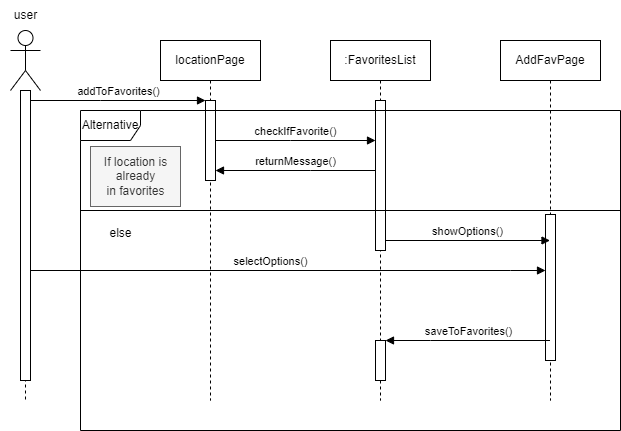 user
locationPage
:FavoritesList
AddFavPage
addToFavorites()
Alternative
checkIfFavorite()
If location is
already
in favorites
returnMessage()
else
showOptions()
selectOptions()
saveToFavorites()